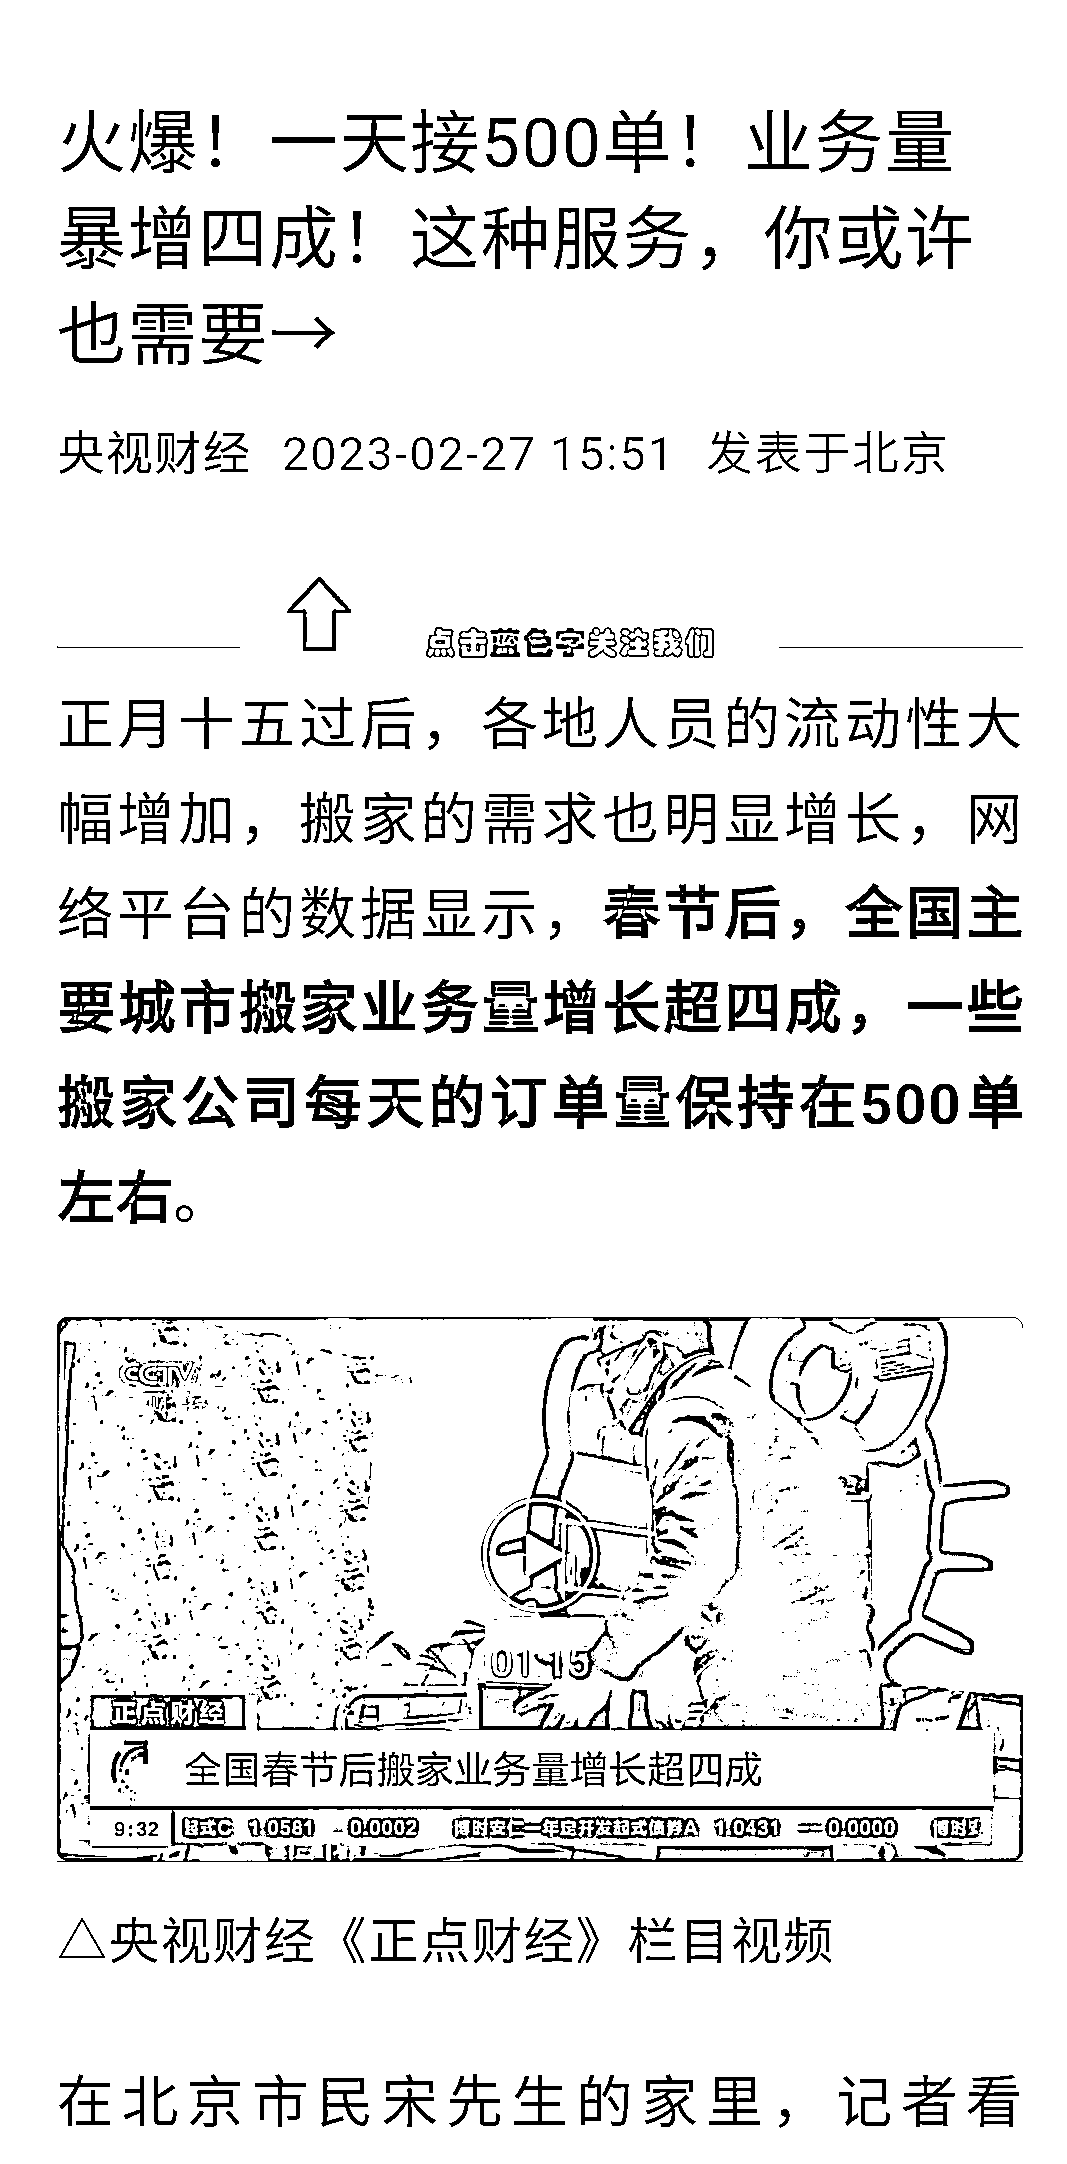 火爆！一天接500单！业务量
暴增四成！这种服务，你或许
也需要→
央视财经 2023-02-27 15:51 发表于北京
点击蓝色字关注我们
正月十五过后，各地人员的流动性大
幅增加，搬家的需求也明显增长，网
络平台的数据显示，春节后，全国主
要城市搬家业务量增长超四成，一些
搬家公司每天的订单量保持在500单
左右。
CCTV
财经
01:15
正点财经
全国春节后搬家业务量增长超四成
9:32 起式C 1.0581 -0.0002 博时安仁一年定开发起式债券A 1.0431 0.0000 博时安
△央视财经《正点财经》栏目视频
在北京市民宋先生的家里，记者看